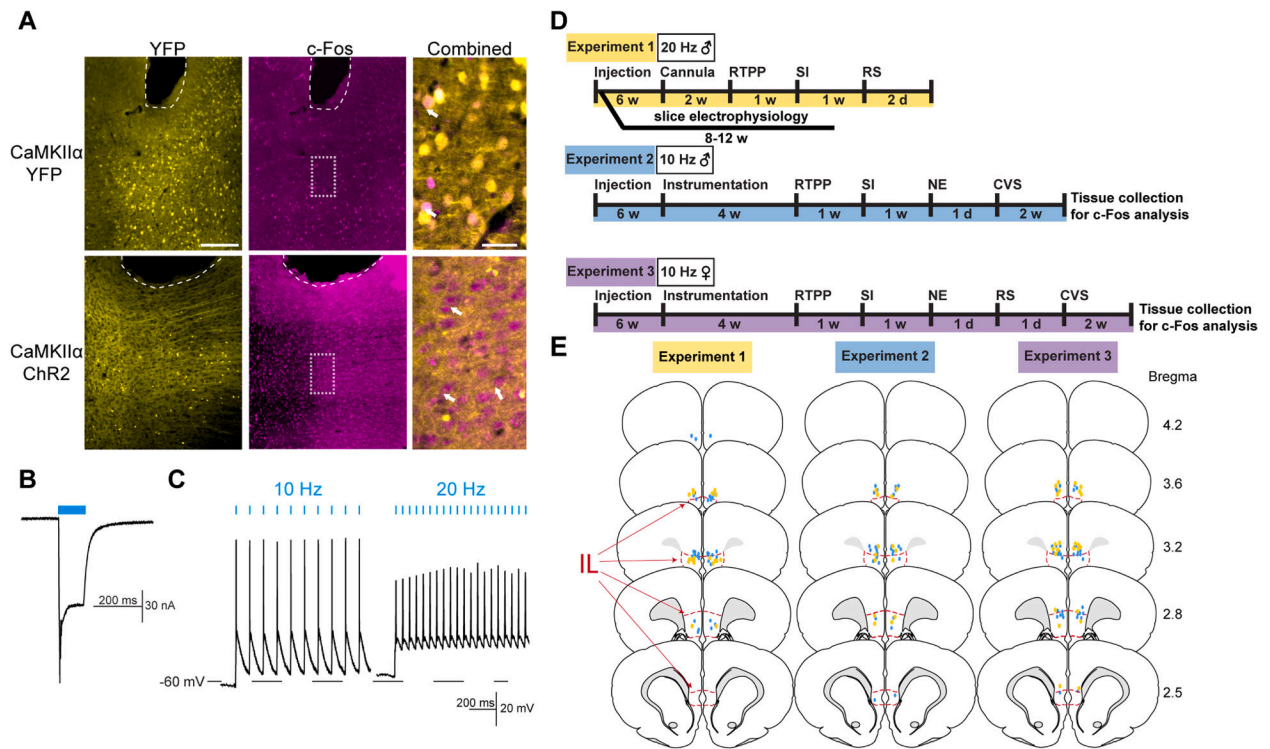 A
YFP
c-Fos
Combined
CaMKIIα
YFP
CaMKIIα
ChR2
B
200 ms
30 nA
C
10 Hz
20 Hz
-60 mV
200 ms
20 mV
D
Experiment 1
20 Hz ♂
Injection Cannula RTPP SI RS
6 w 2 w 1 w 1 w 2 d
slice electrophysiology
8-12 w
Experiment 2
10 Hz ♂
Injection Instrumentation RTPP SI NE CVS
6 w 4 w 1 w 1 w 1 d 2 w
Tissue collection
for c-Fos analysis
Experiment 3
10 Hz ♀
Injection Instrumentation RTPP SI NE RS CVS
6 w 4 w 1 w 1 w 1 d 1 d 2 w
Tissue collection
for c-Fos analysis
E
Experiment 1
Experiment 2
Experiment 3
Bregma
4.2
3.6
3.2
IL
2.8
2.5